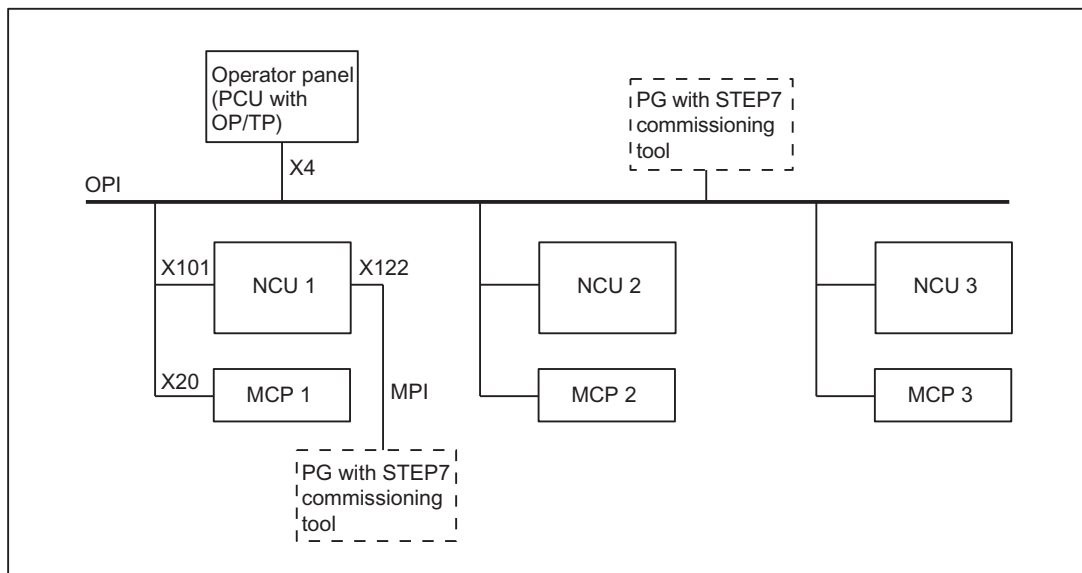 Operator panel
(PCU with
OP/TP)
PG with STEP7
commissioning
tool
X4
OPI
X101
NCU 1
X122
NCU 2
NCU 3
X20
MCP 1
MPI
MCP 2
MCP 3
PG with STEP7
commissioning
tool